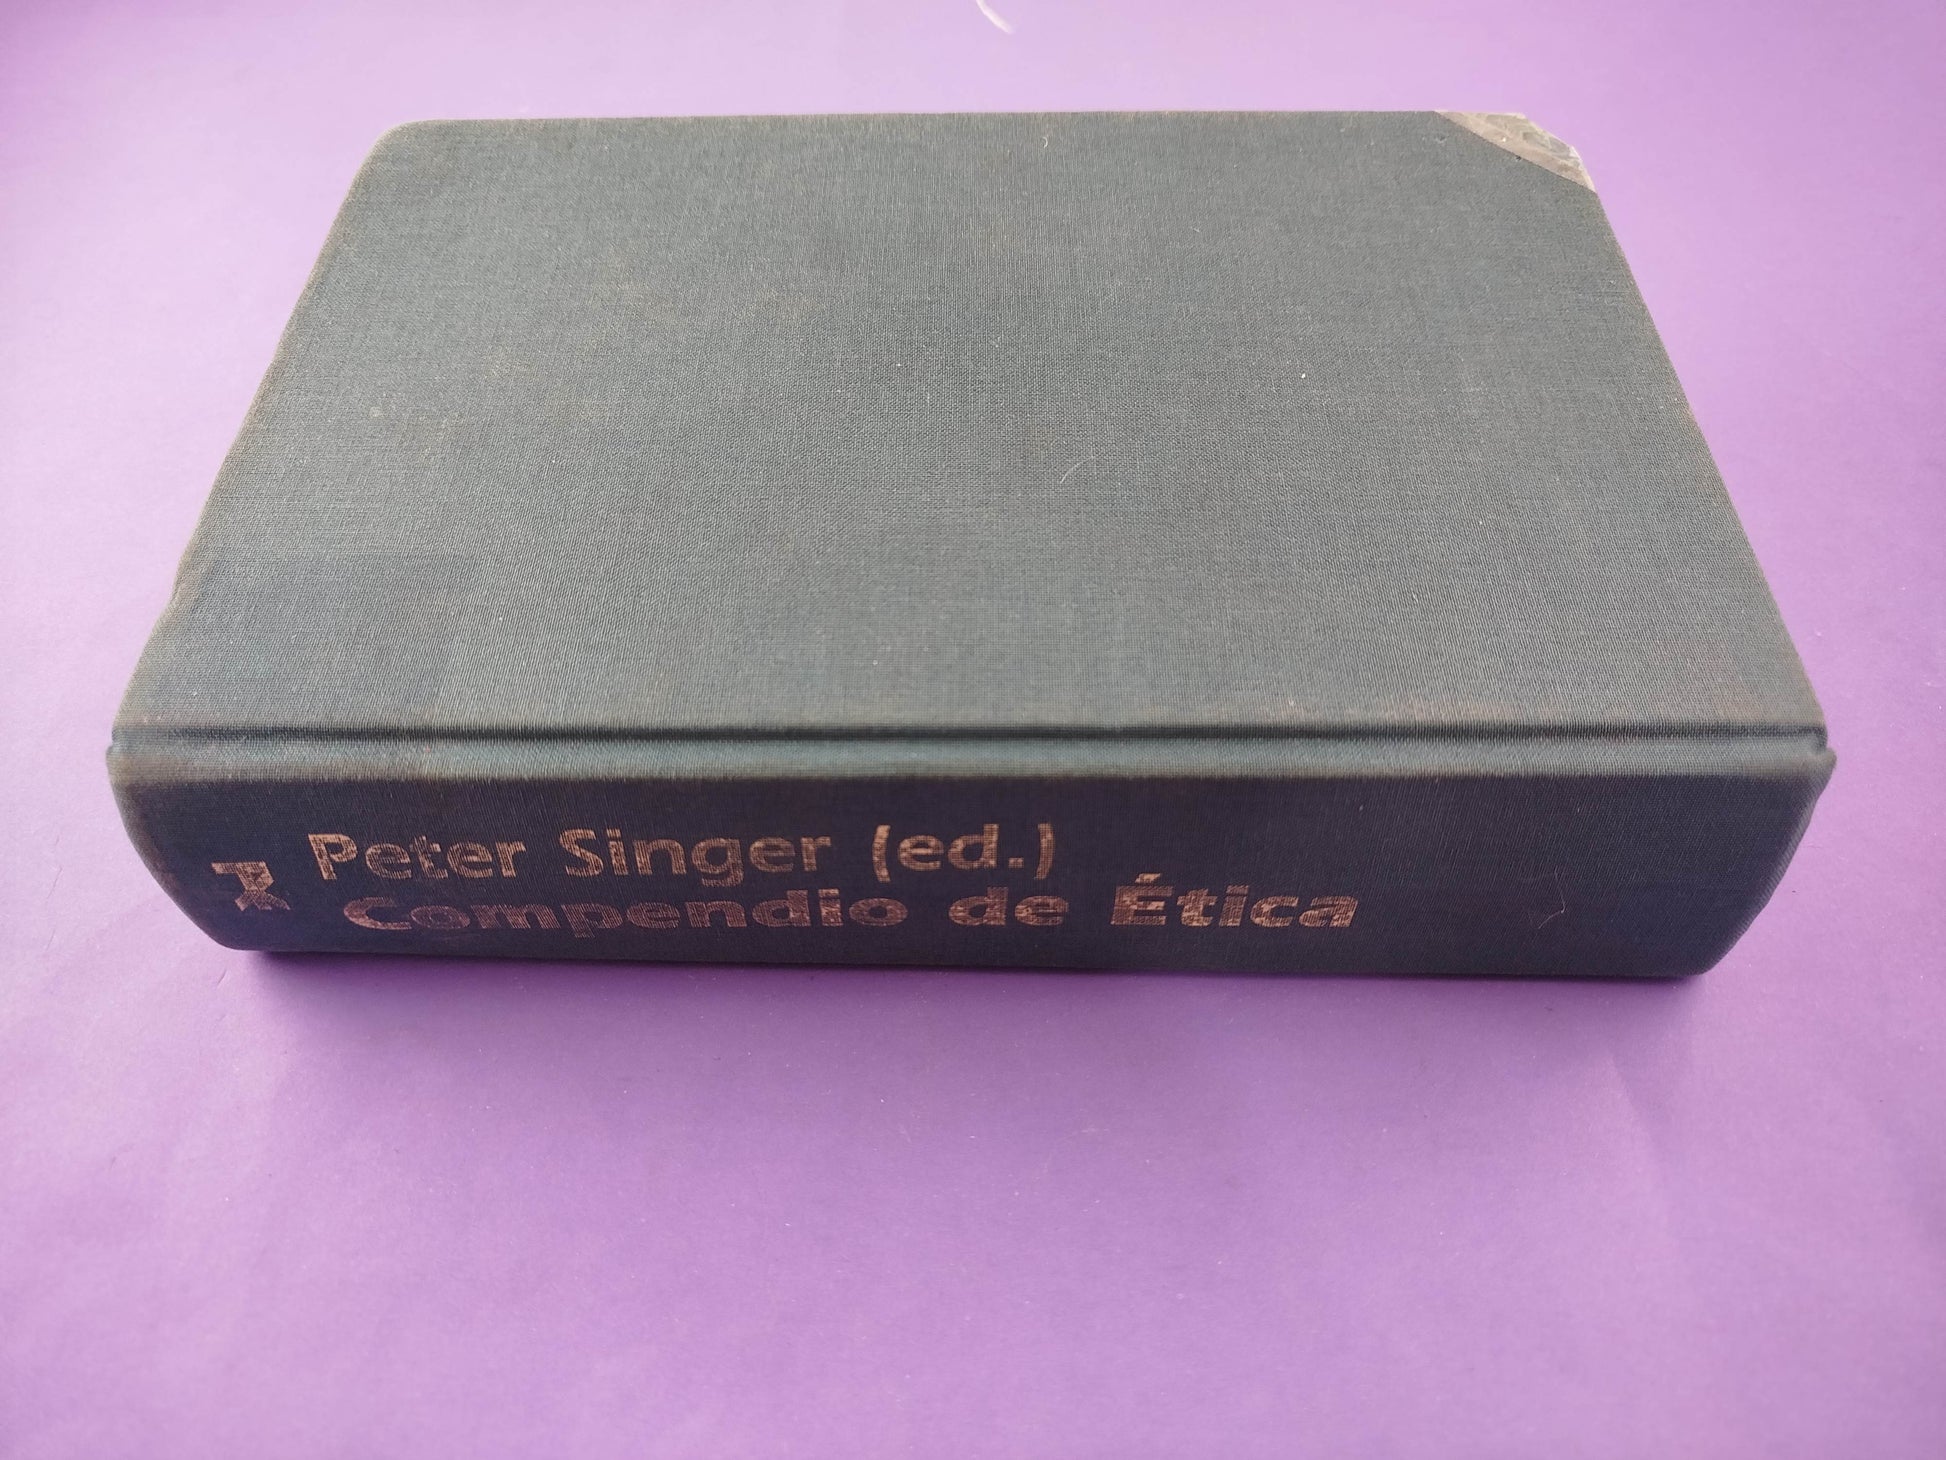 Peter Singer (ed.)
Compendio de Ética